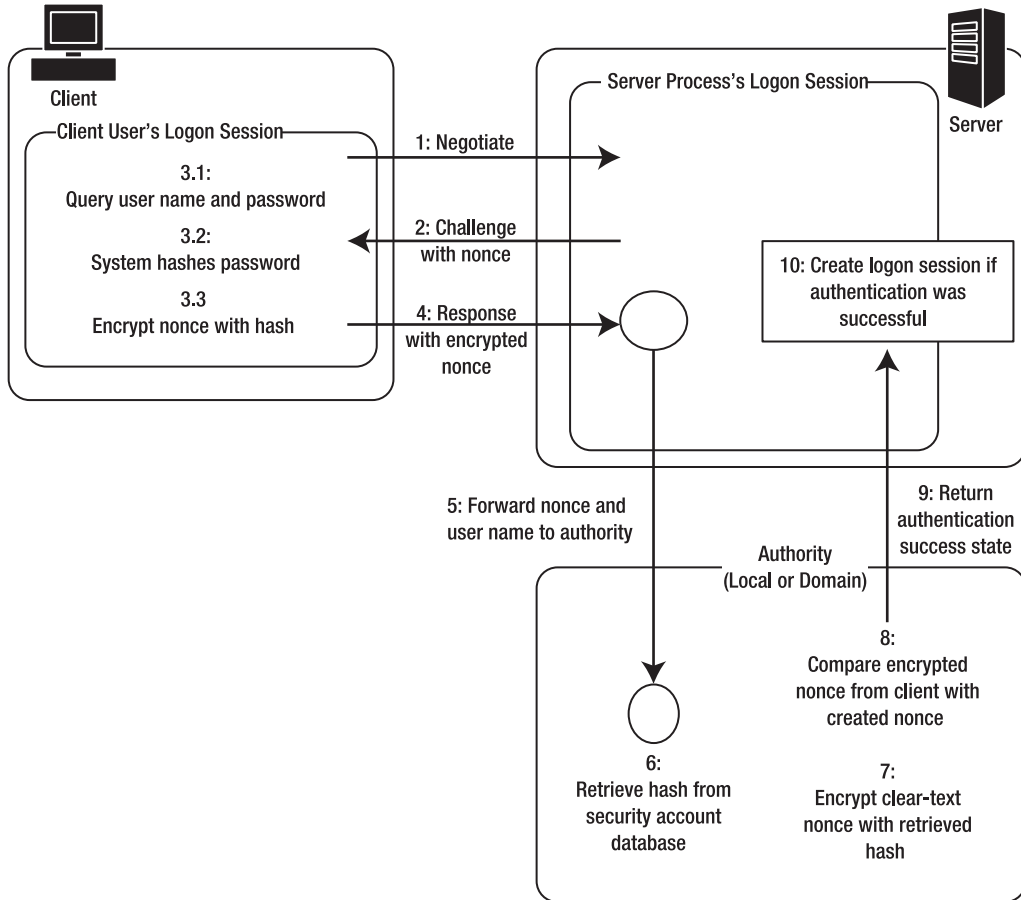 Client
Client User's Logon Session
3.1:
Query user name and password
3.2:
System hashes password
3.3
Encrypt nonce with hash
1: Negotiate
2: Challenge
with nonce
4: Response
with encrypted
nonce
Server Process's Logon Session
Server
10: Create logon session if
authentication was
successful
5: Forward nonce and
user name to authority
9: Return
authentication
success state
Authority
(Local or Domain)
6:
Retrieve hash from
security account
database
8:
Compare encrypted
nonce from client with
created nonce
7:
Encrypt clear-text
nonce with retrieved
hash